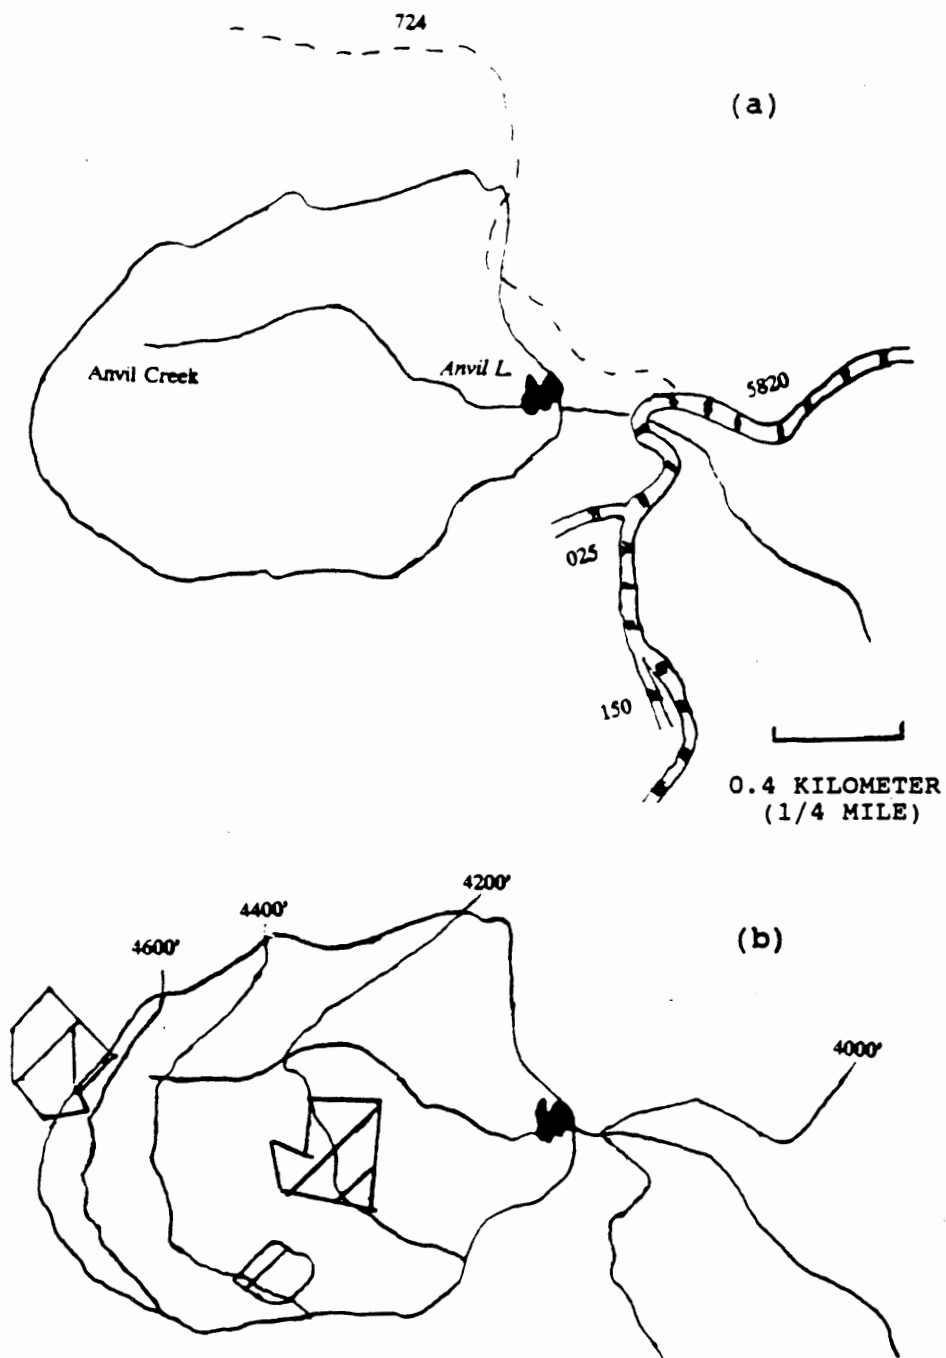 724
(a)
Anvil Creek
Anvil L.
5820
025
150
0.4 KILOMETER
(1/4 MILE)
4200'
4400'
(b)
4600'
4000'